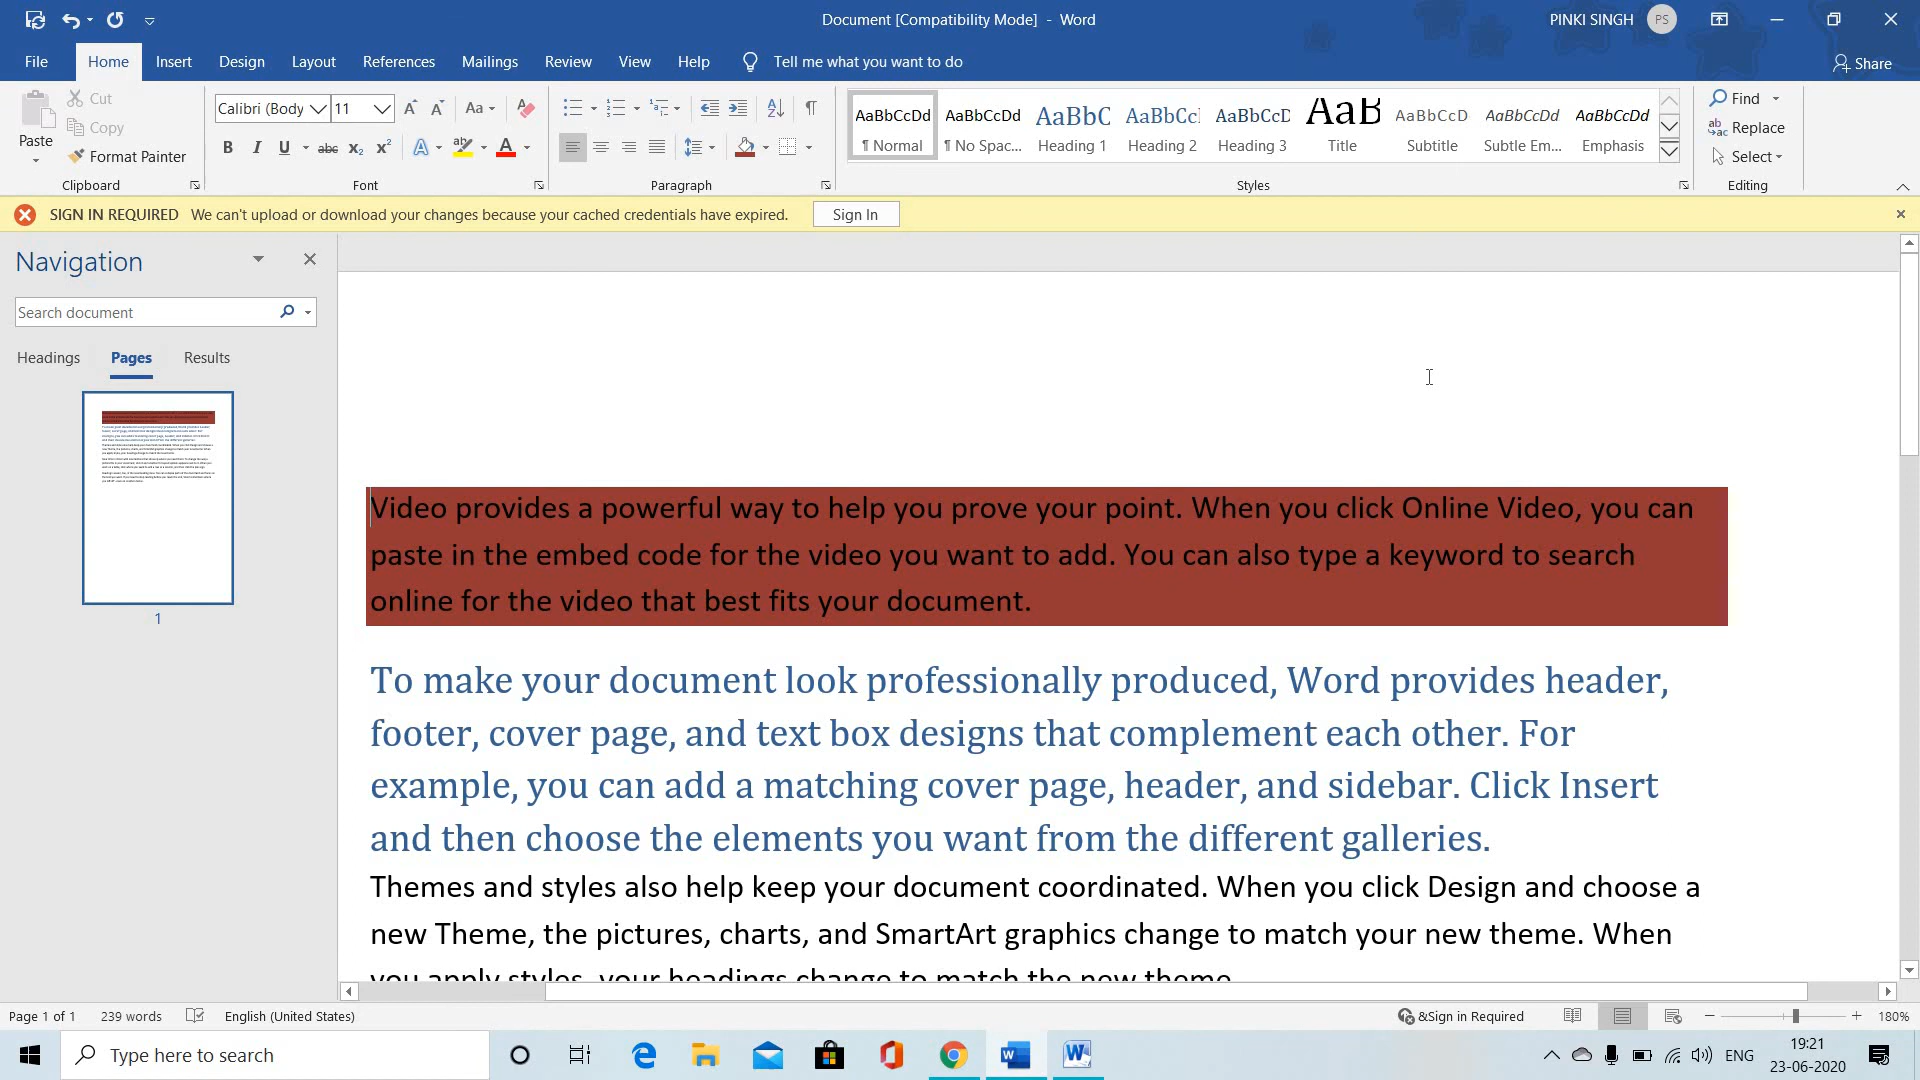 Document [Compatibility Mode] - Word
PINKI SINGH PS
File Home Insert Design Layout References Mailings Review View Help Tell me what you want to do
Share
Paste
Cut
Copy
Format Painter
Clipboard
Calibri (Body 11
Aa
B I U abc X2 X2 A ab A
Font
Paragraph
AaBbCcDd AaBbCcDd AaBbC AaBbCc AaBbCcD AaB AaBbCcD AaBbCcDd AaBbCcDd
¶ Normal ¶ No Spac... Heading 1 Heading 2 Heading 3 Title Subtitle Subtle Em... Emphasis
Styles
Find
Replace
Select
Editing
SIGN IN REQUIRED We can't upload or download your changes because your cached credentials have expired. Sign In
Navigation
Search document
Headings Pages Results
1
Video provides a powerful way to help you prove your point. When you click Online Video, you can
paste in the embed code for the video you want to add. You can also type a keyword to search
online for the video that best fits your document.
To make your document look professionally produced, Word provides header,
footer, cover page, and text box designs that complement each other. For
example, you can add a matching cover page, header, and sidebar. Click Insert
and then choose the elements you want from the different galleries.
Themes and styles also help keep your document coordinated. When you click Design and choose a
new Theme, the pictures, charts, and SmartArt graphics change to match your new theme. When
you apply styles, your headings change to match the new theme.
Page 1 of 1 239 words English (United States)
&Sign in Required
180%
Type here to search
ENG
19:21
23-06-2020